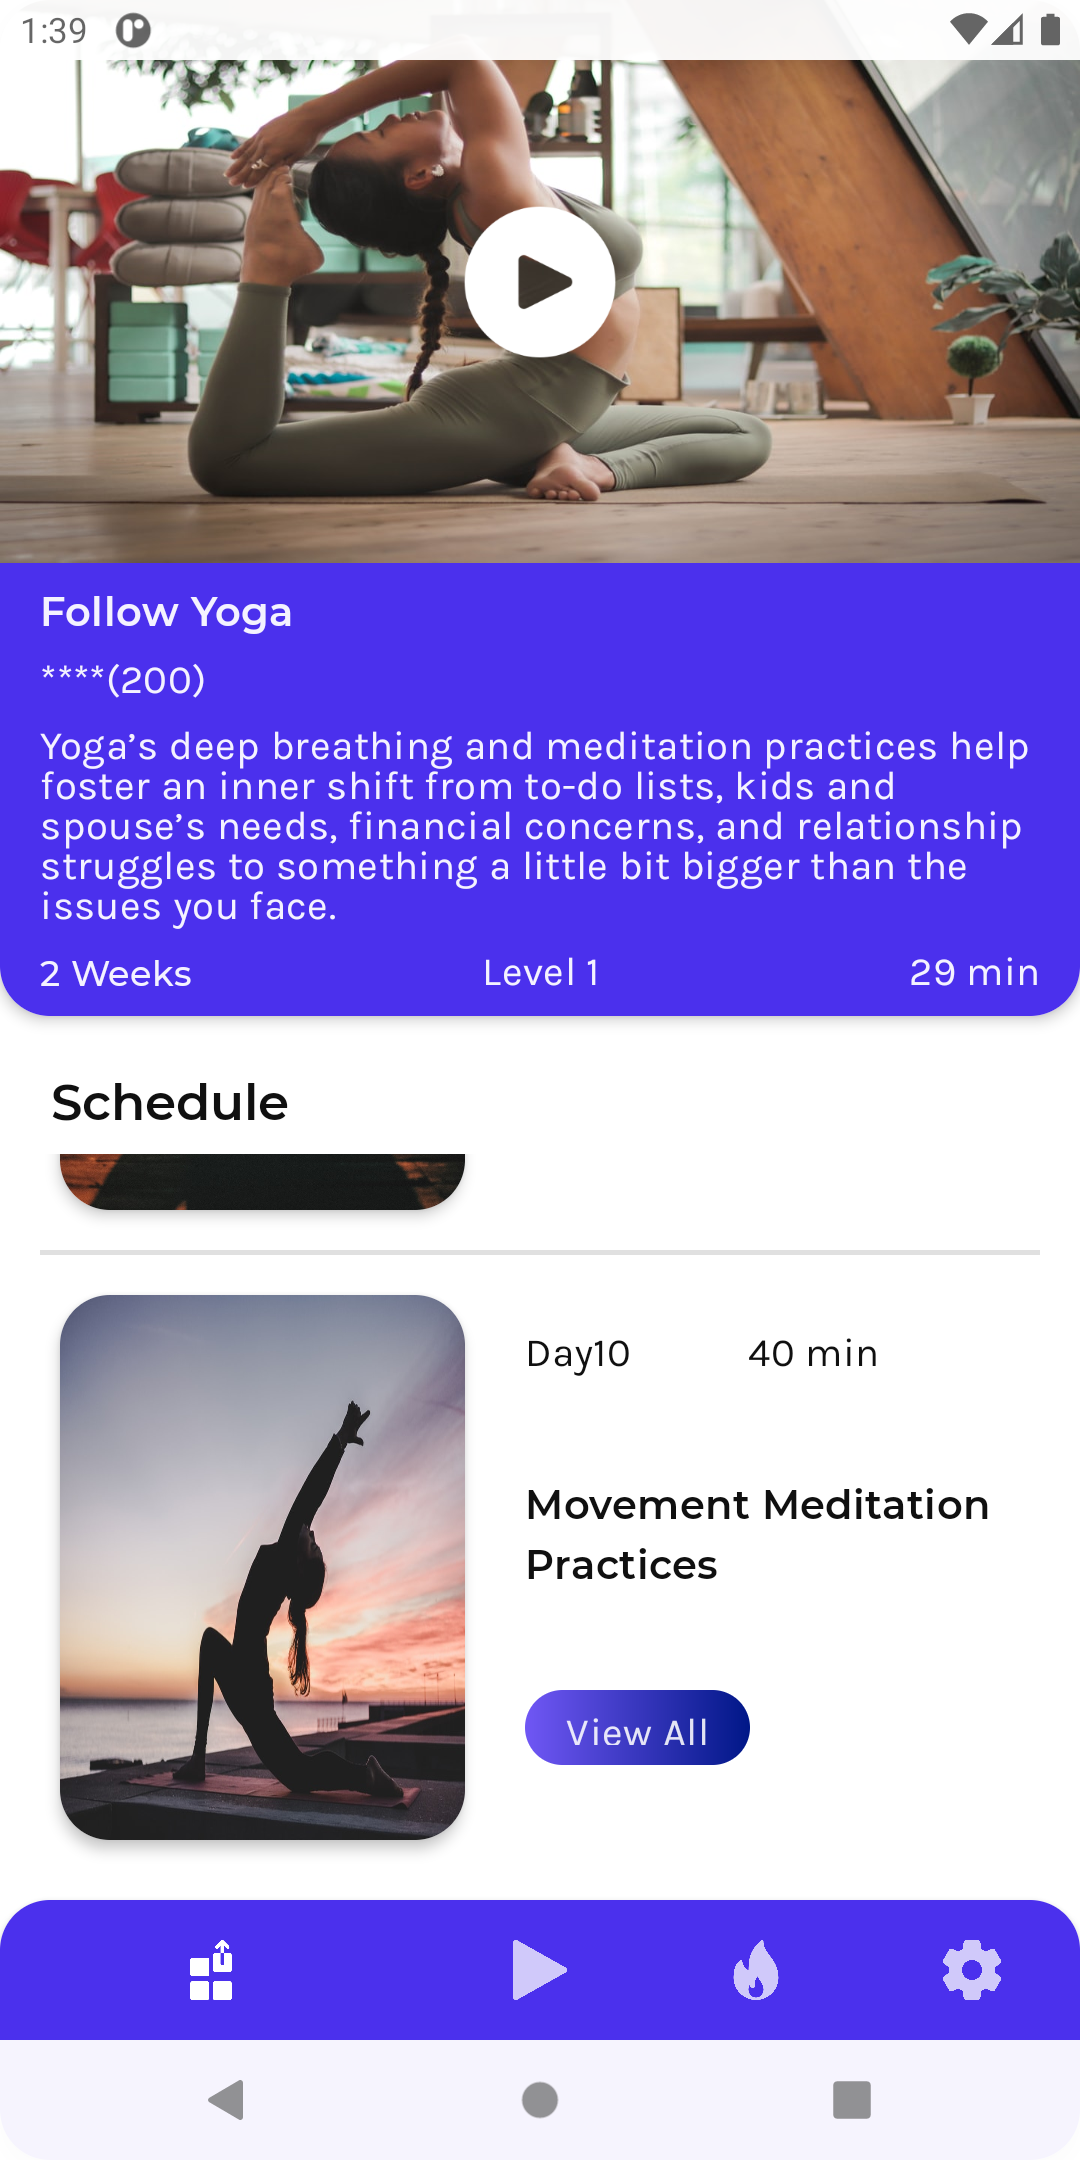 1:39
Follow Yoga
****(200)
Yoga’s deep breathing and meditation practices help
foster an inner shift from to-do lists, kids and
spouse’s needs, financial concerns, and relationship
struggles to something a little bit bigger than the
issues you face.
2 Weeks Level 1 29 min
Schedule
Day10 40 min
Movement Meditation
Practices
View All